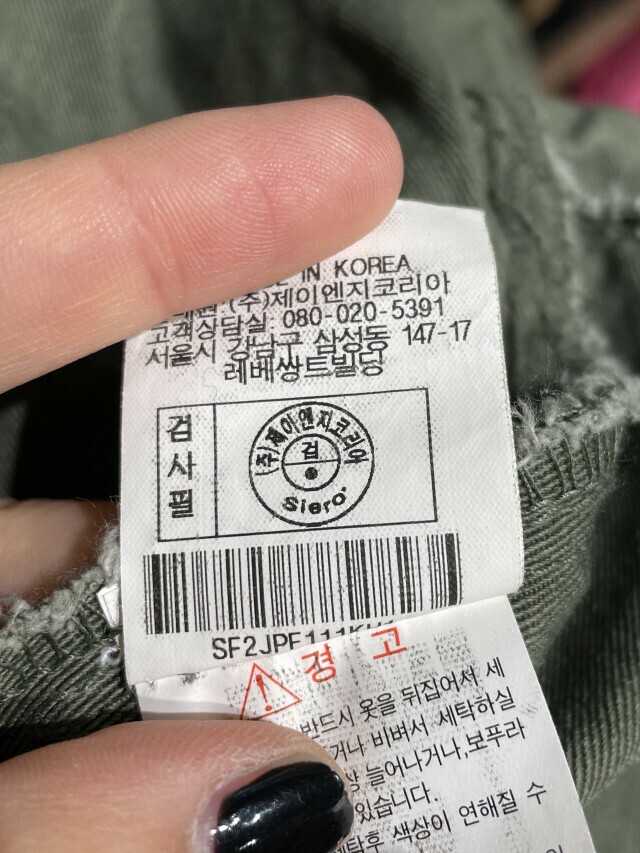 IN KOREA
(주)제이엔지코리아
고객상담실: 080-020-5391
서울시 강남구 삼성동 147-17
레베쌍트빌딩
검사필
(주)제이엔지코리아
검
Siero
SF2JPF111KH1
경고
반드시 옷을 뒤집어서 세
거나 비벼서 세탁하실
늘어나거나,보푸라
있습니다.
색상이 연해질 수